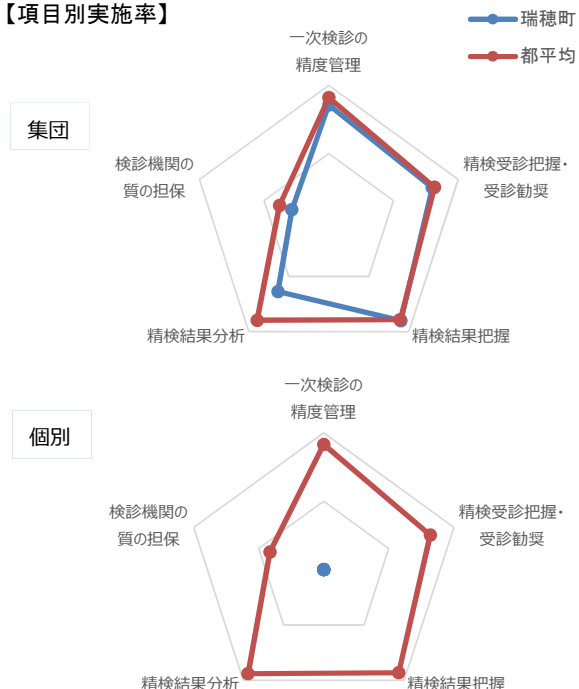 【項目別実施率】
瑞穂町
都平均
集団
一次検診の
精度管理
検診機関の
質の担保
精検受診把握・
受診勧奨
精検結果分析
精検結果把握
個別
一次検診の
精度管理
検診機関の
質の担保
精検受診把握・
受診勧奨
精検結果分析
精検結果把握